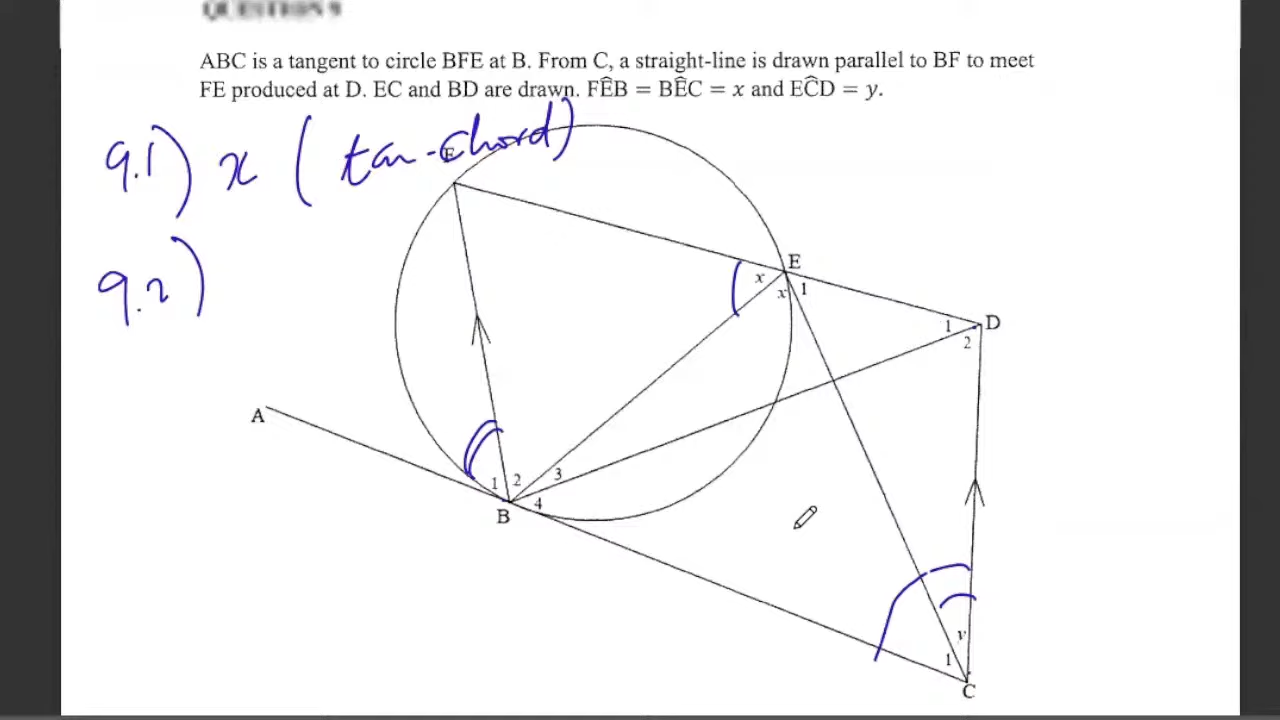 QUESTION 9
ABC is a tangent to circle BFE at B. From C, a straight-line is drawn parallel to BF to meet
FE produced at D. EC and BD are drawn. FÊB = BÊC = x and EĈD = y.
9.1) x (tan-chord)
F
9.2)
E
x
x 1
1 D
2
A
1 2 3
B 4
y
1
C